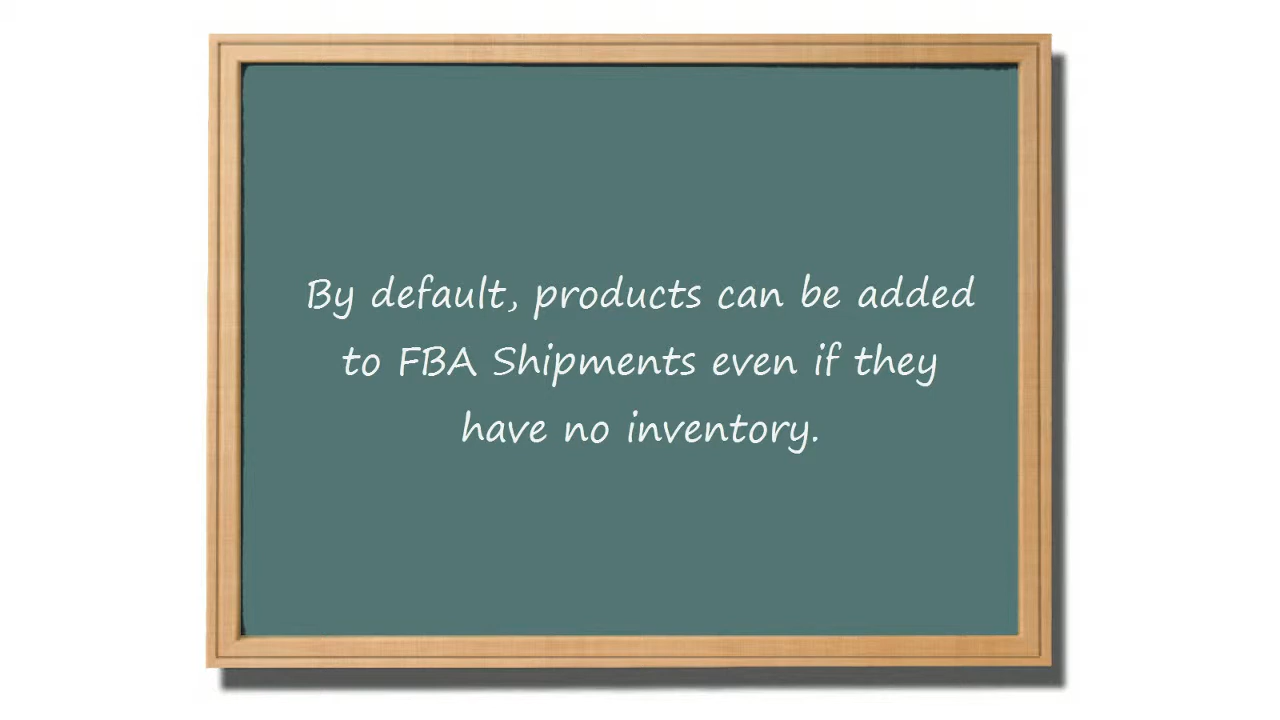 By default, products can be added
to FBA Shipments even if they
have no inventory.